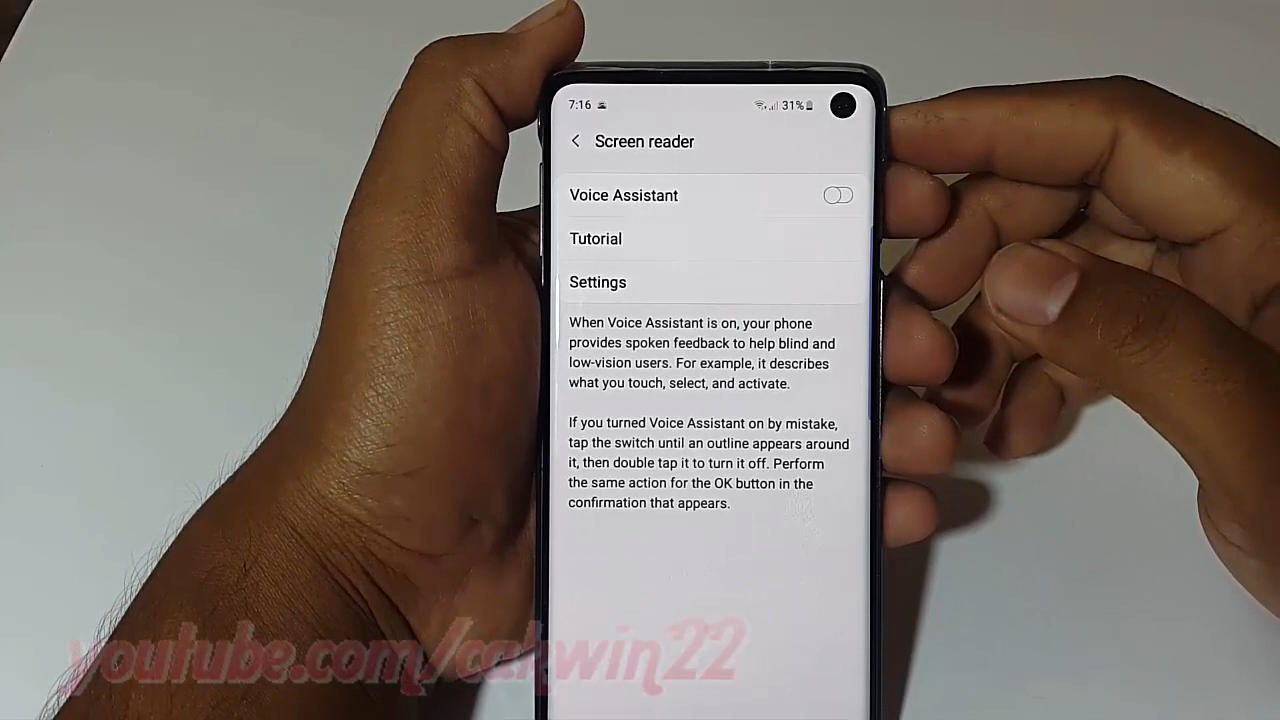 7:16 31%
Screen reader
Voice Assistant
Tutorial
Settings
When Voice Assistant is on, your phone
provides spoken feedback to help blind and
low-vision users. For example, it describes
what you touch, select, and activate.
If you turned Voice Assistant on by mistake,
tap the switch until an outline appears around
it, then double tap it to turn it off. Perform
the same action for the OK button in the
confirmation that appears.
youtube.com/cakwin22